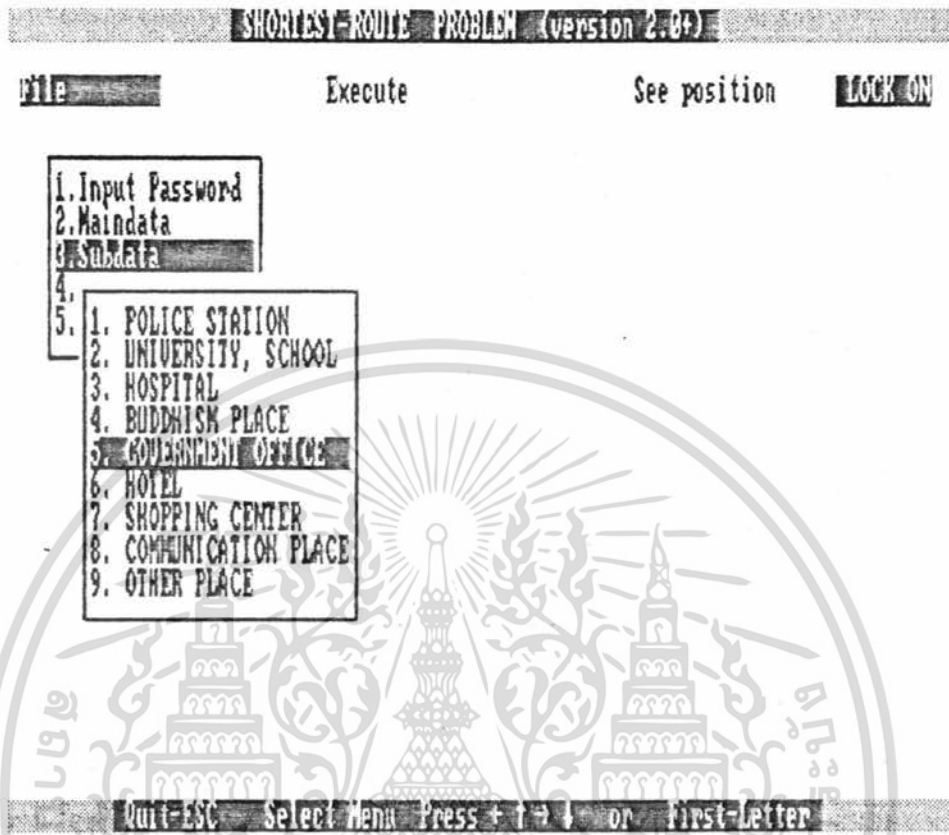 SHORTEST-ROUTE PROBLEM (version 2.0+)
File Execute See position LOCK ON
1.Input Password
2.Maindata
3.Subdata
4.
5.
1. POLICE STATION
2. UNIVERSITY, SCHOOL
3. HOSPITAL
4. BUDDHISM PLACE
5. GOVERNMENT OFFICE
6. HOTEL
7. SHOPPING CENTER
8. COMMUNICATION PLACE
9. OTHER PLACE
Quit-ESC Select Menu Press ← ↑ → ↓ or First-Letter